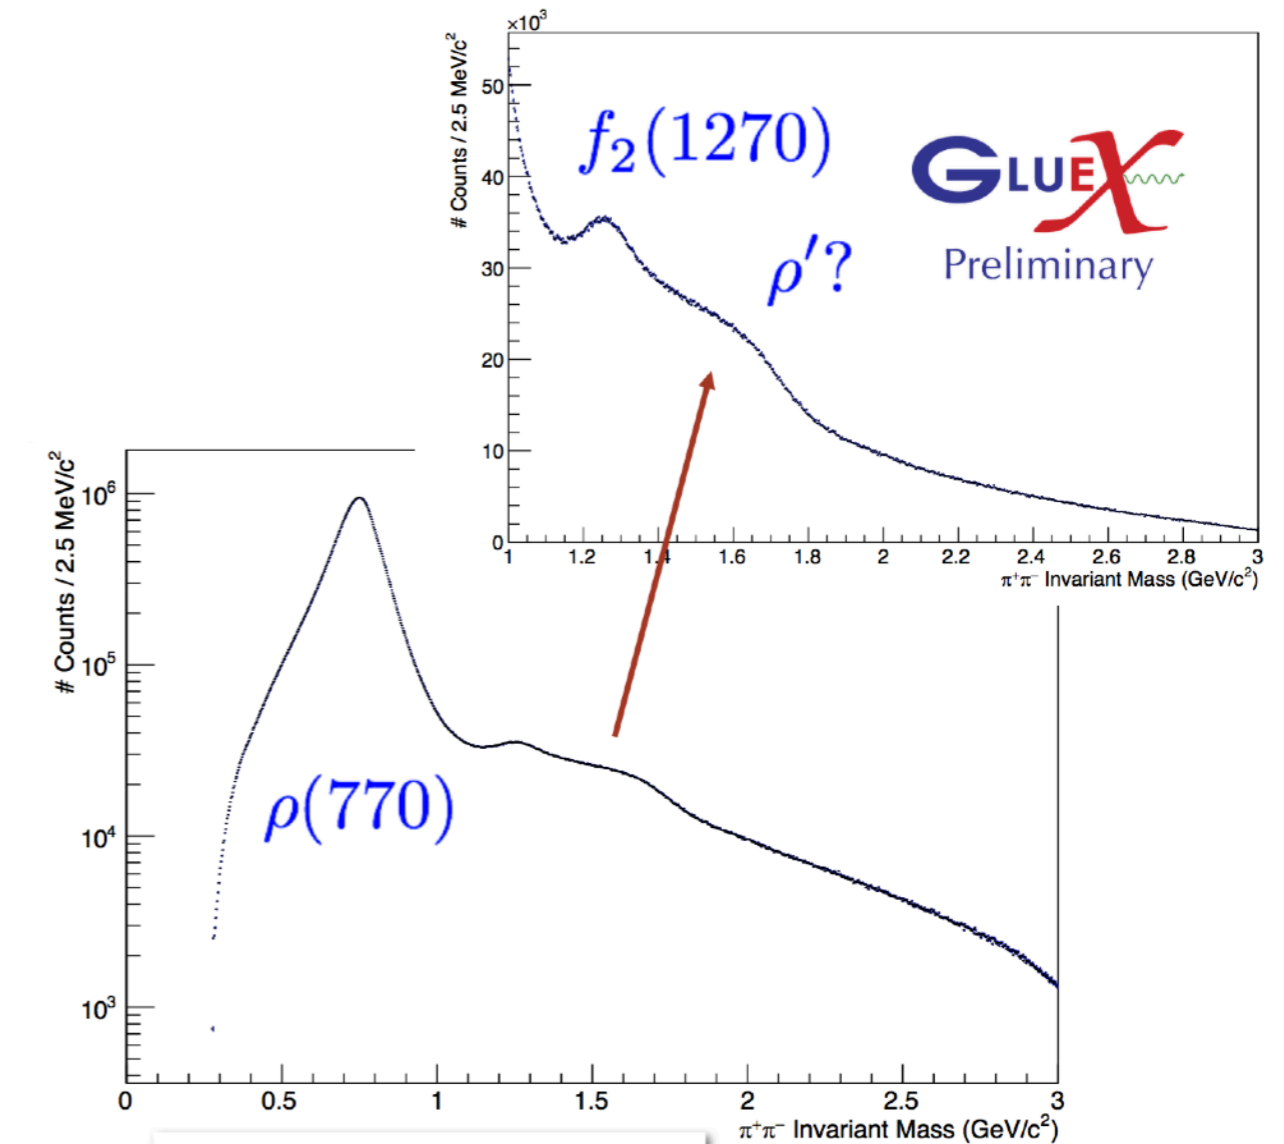 ×10³
# Counts / 2.5 MeV/c²
50
40
30
20
10
0
f₂(1270)
ρ′?
GLUEX
Preliminary
1 1.2 1.4 1.6 1.8 2 2.2 2.4 2.6 2.8 3
π⁺π⁻ Invariant Mass (GeV/c²)
# Counts / 2.5 MeV/c²
10⁶
10⁵
10⁴
10³
ρ(770)
0 0.5 1 1.5 2 2.5 3
π⁺π⁻ Invariant Mass (GeV/c²)